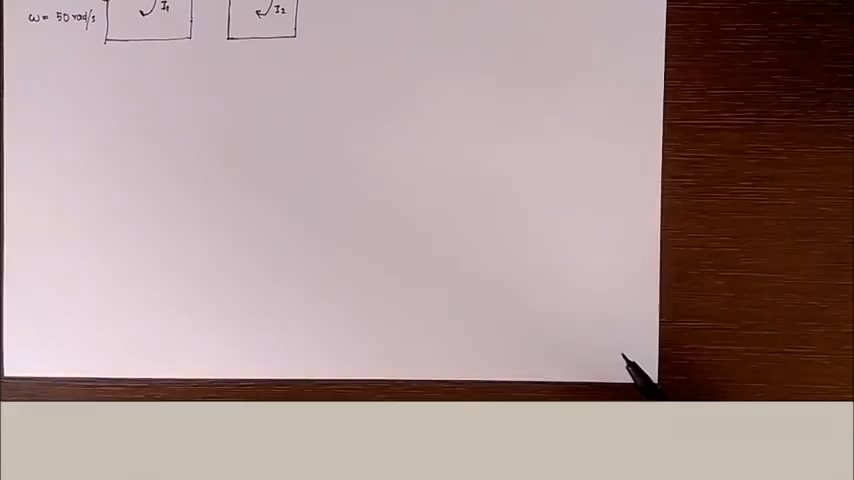 I₁ I₂
ω = 50 rad/s